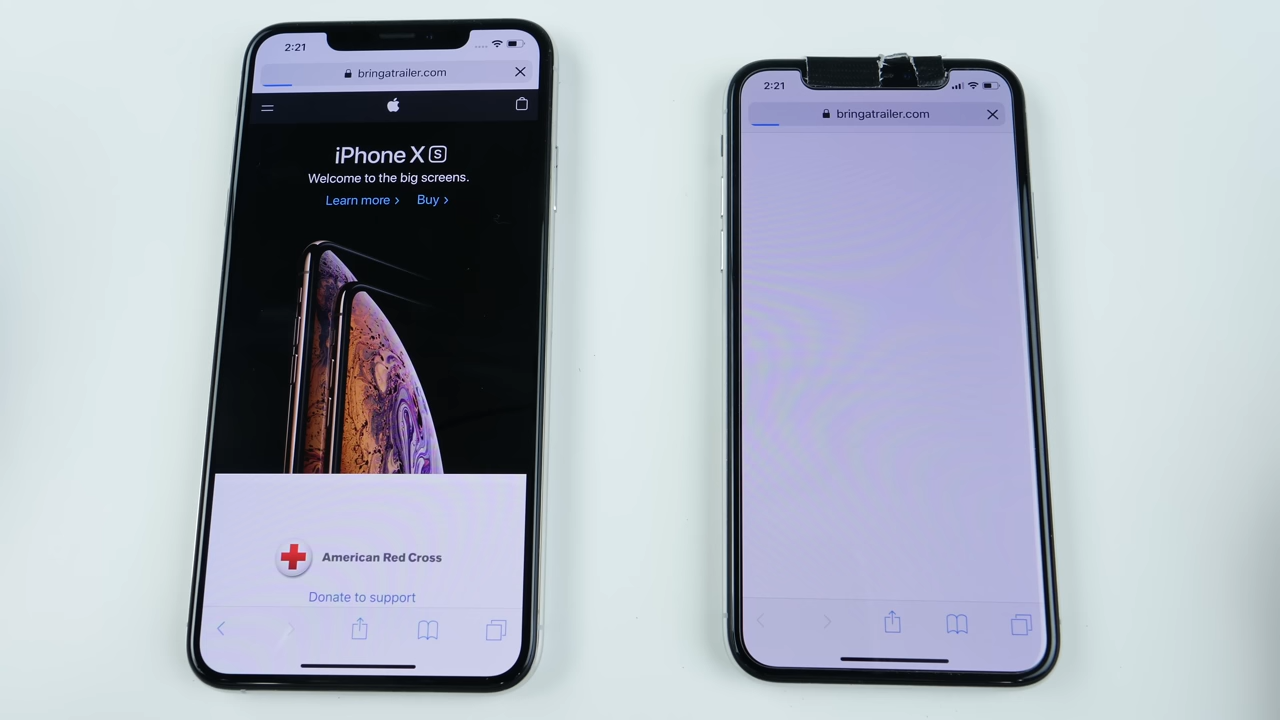 2:21
bringatrailer.com
iPhone XS
Welcome to the big screens.
Learn more > Buy >
American Red Cross
Donate to support
2:21
bringatrailer.com